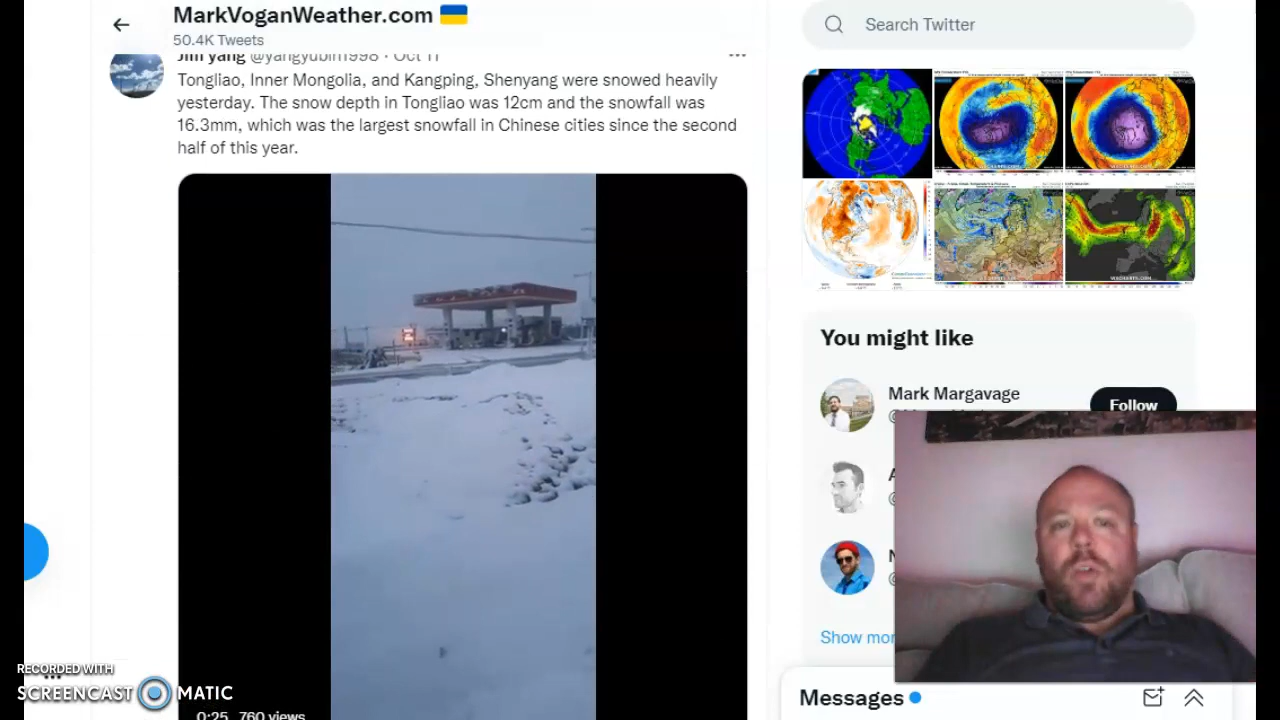 MarkVoganWeather.com
50.4K Tweets
Search Twitter
Jim yang @yangyubin1998 · Oct 11
Tongliao, Inner Mongolia, and Kangping, Shenyang were snowed heavily
yesterday. The snow depth in Tongliao was 12cm and the snowfall was
16.3mm, which was the largest snowfall in Chinese cities since the second
half of this year.
0:25 760 views
You might like
Mark Margavage
Follow
Show mor
Messages
RECORDED WITH
SCREENCAST MATIC